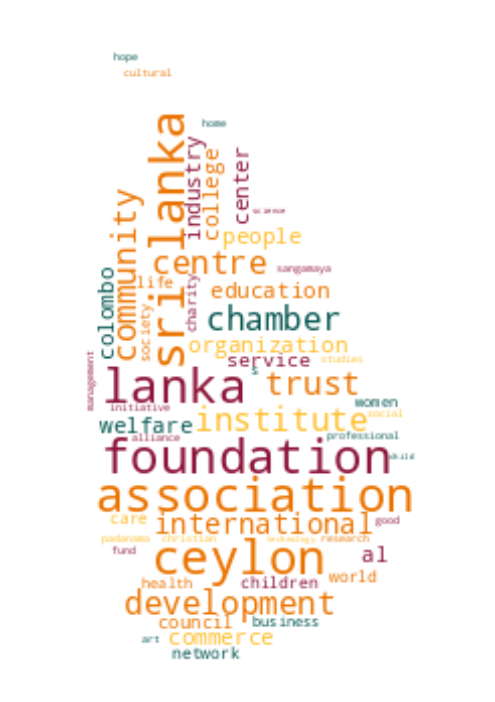 hope
cultural
home
sri lanka
industry
college
center
science
community
people
centre
sangamaya
colombo
life
charity
education
society
chamber
organization
service
studies
s
management
lanka
trust
initiative
women
welfare
institute
social
alliance
professional
foundation
child
association
care
international
good
padanama
christian
technology
research
fund
ceylon
al
health
children
world
development
council
business
art
commerce
network